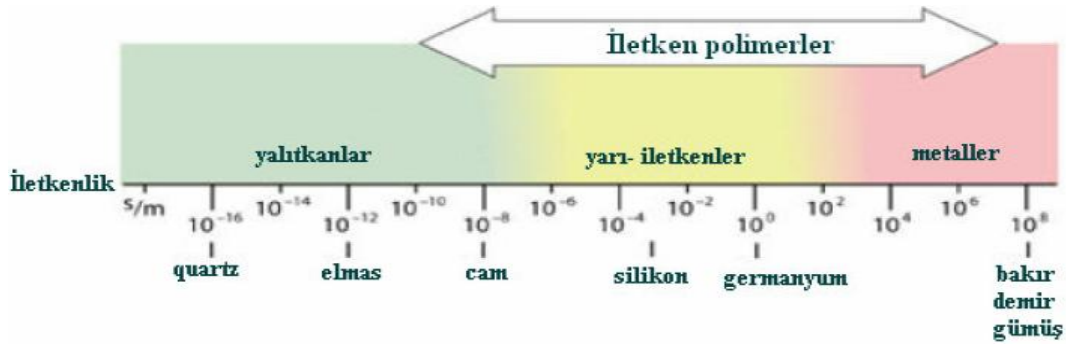 İletken polimerler
yalıtkanlar yarı- iletkenler metaller
İletkenlik
S/m 10⁻¹⁶ 10⁻¹⁴ 10⁻¹² 10⁻¹⁰ 10⁻⁸ 10⁻⁶ 10⁻⁴ 10⁻² 10⁰ 10² 10⁴ 10⁶ 10⁸
quartz elmas cam silikon germanyum bakır
demir
gümüş